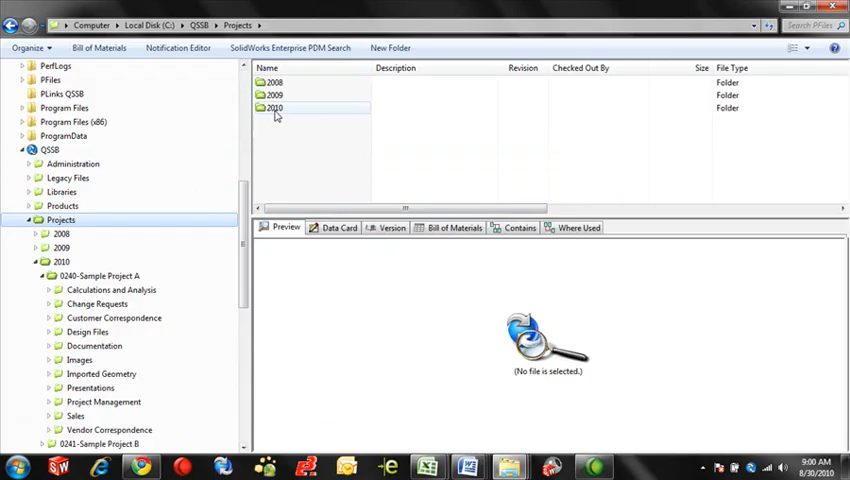 Computer ▸ Local Disk (C:) ▸ QSSB ▸ Projects ▸
Search PFiles
Organize ▾ Bill of Materials Notification Editor SolidWorks Enterprise PDM Search New Folder
PerfLogs
PFiles
PLinks QSSB
Program Files
Program Files (x86)
ProgramData
QSSB
Administration
Legacy Files
Libraries
Products
Projects
2008
2009
2010
0240-Sample Project A
Calculations and Analysis
Change Requests
Customer Correspondence
Design Files
Documentation
Images
Imported Geometry
Presentations
Project Management
Sales
Vendor Correspondence
0241-Sample Project B
Name Description Revision Checked Out By Size File Type
2008 Folder
2009 Folder
2010 Folder
Preview Data Card Version Bill of Materials Contains Where Used
(No file is selected.)
9:00 AM
8/30/2010